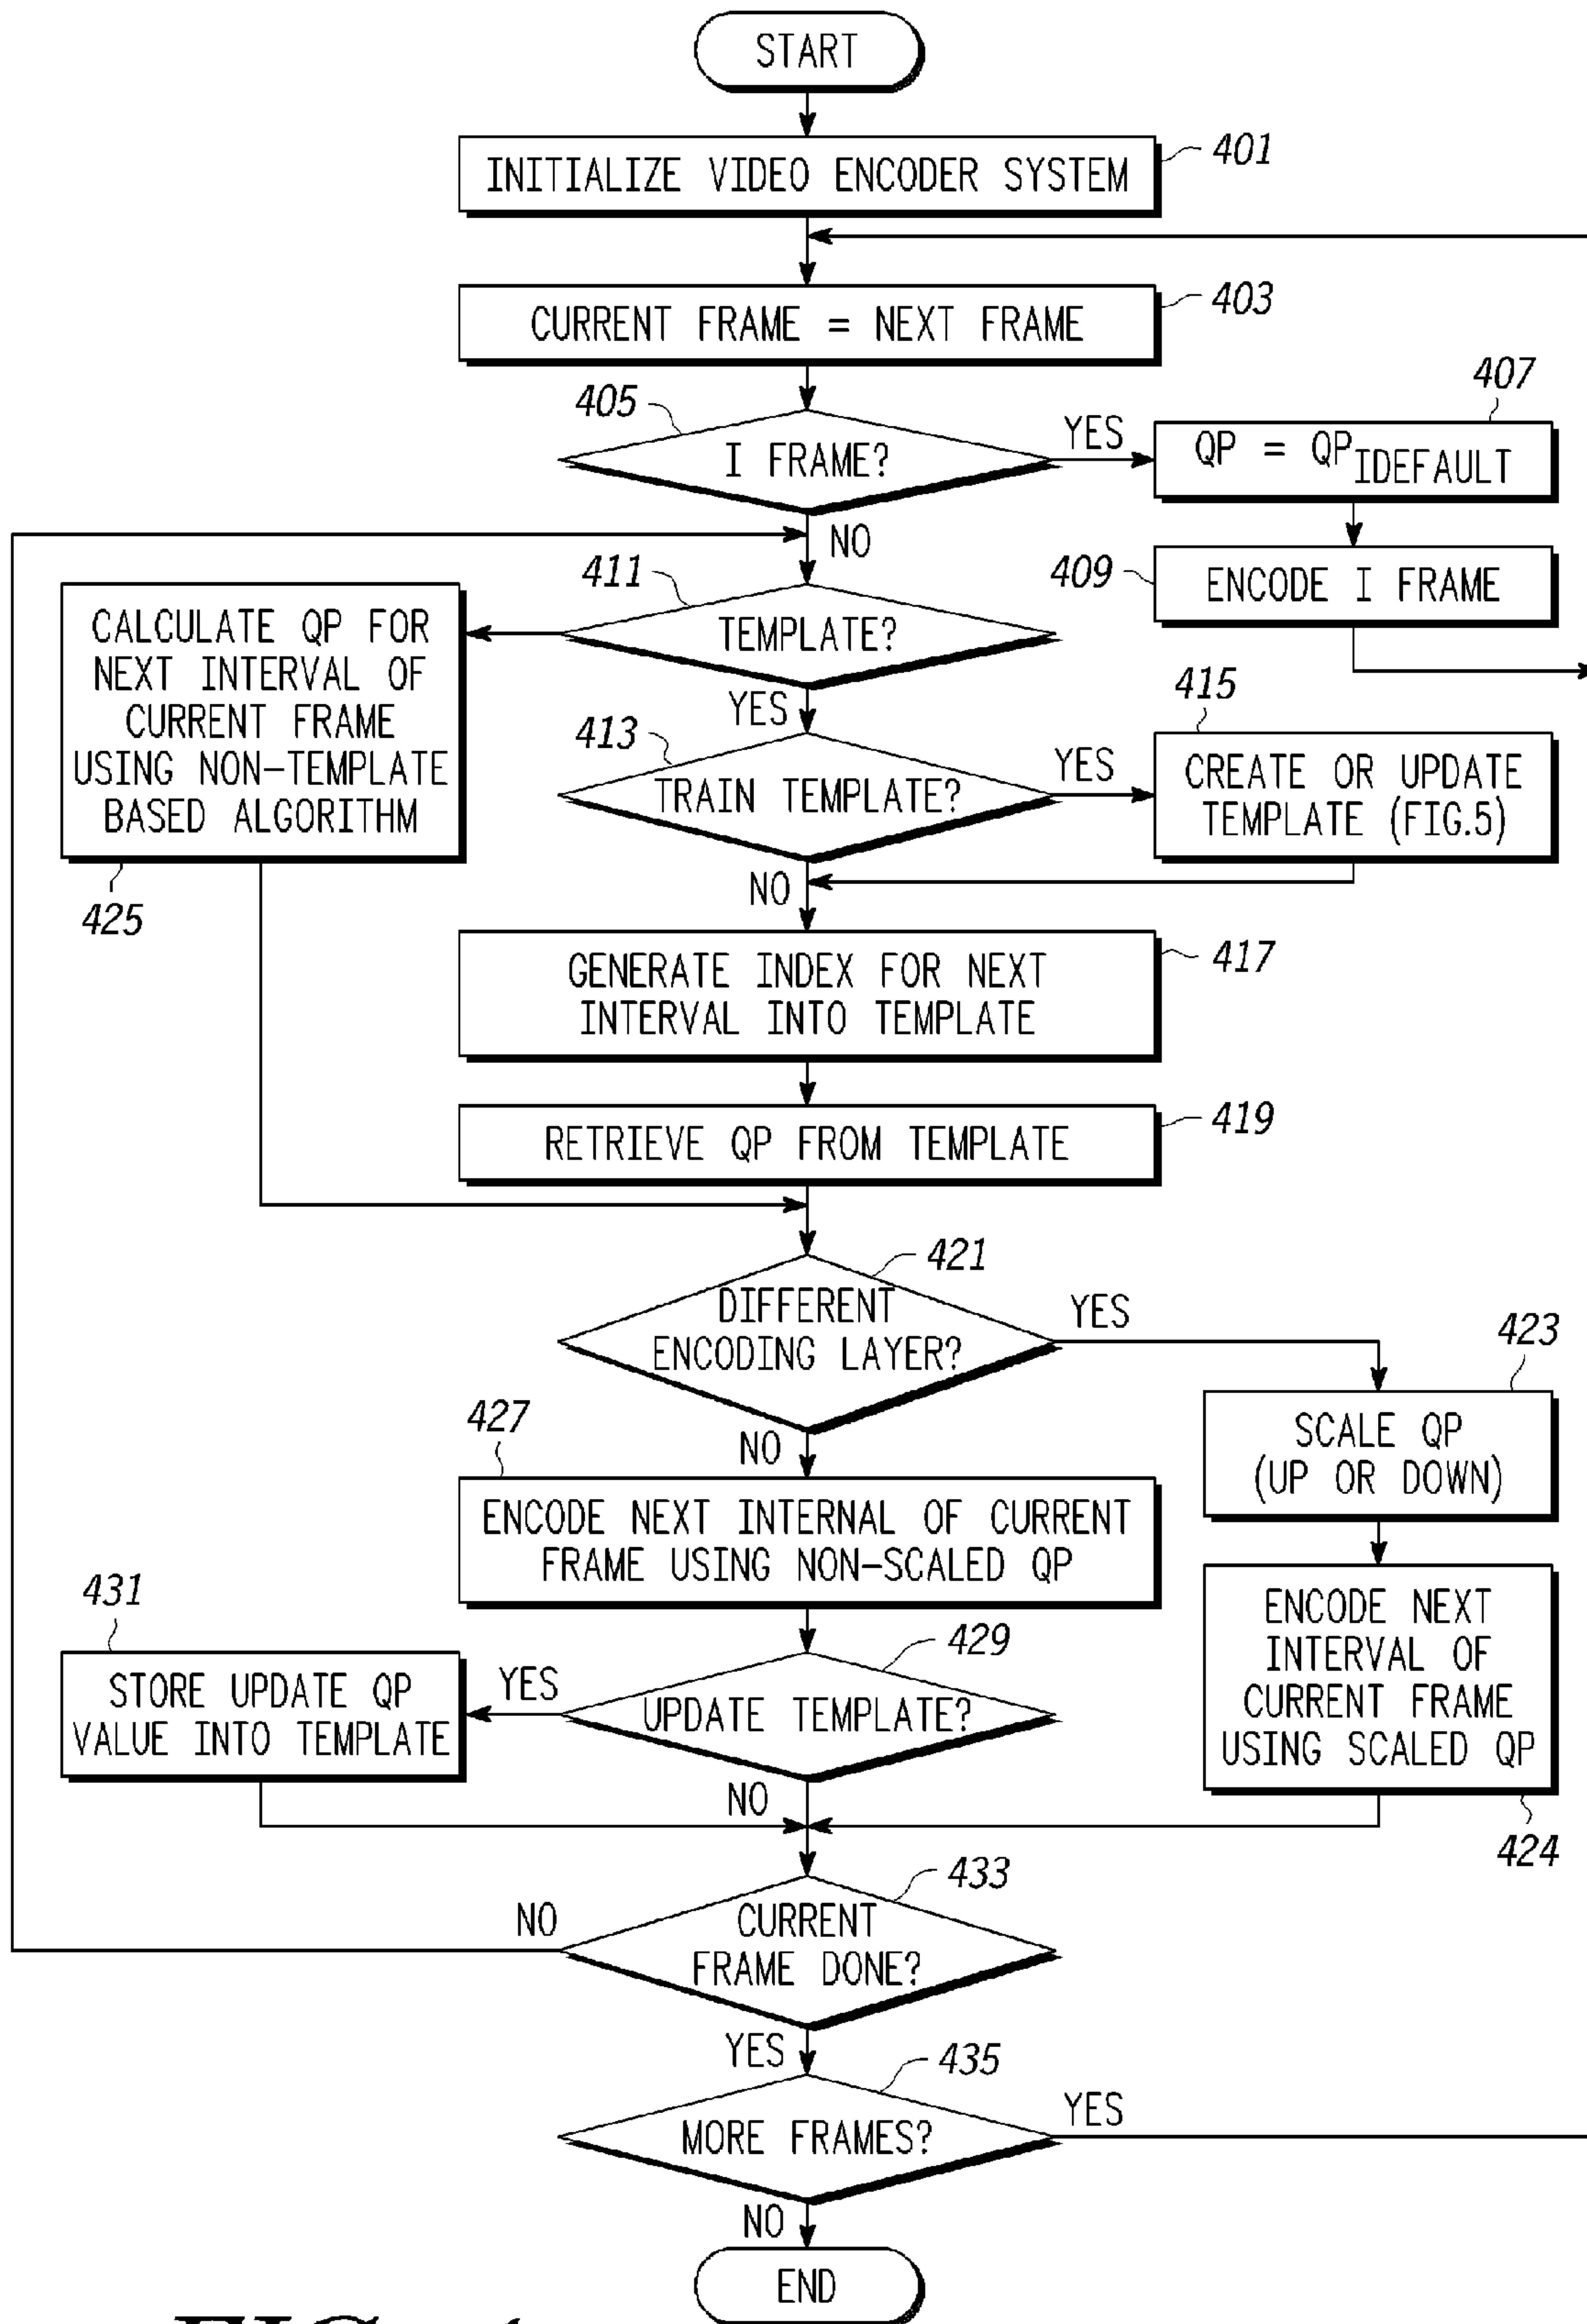 START
INITIALIZE VIDEO ENCODER SYSTEM
401
CURRENT FRAME = NEXT FRAME
403
405
I FRAME?
YES
407
QP = QPIDEFAULT
NO
409
ENCODE I FRAME
411
TEMPLATE?
CALCULATE QP FOR
NEXT INTERVAL OF
CURRENT FRAME
USING NON-TEMPLATE
BASED ALGORITHM
425
YES
413
TRAIN TEMPLATE?
YES
415
CREATE OR UPDATE
TEMPLATE (FIG.5)
NO
GENERATE INDEX FOR NEXT
INTERVAL INTO TEMPLATE
417
RETRIEVE QP FROM TEMPLATE
419
421
DIFFERENT
ENCODING LAYER?
YES
423
SCALE QP
(UP OR DOWN)
NO
427
ENCODE NEXT INTERNAL OF CURRENT
FRAME USING NON-SCALED QP
ENCODE NEXT
INTERVAL OF
CURRENT FRAME
USING SCALED QP
424
429
UPDATE TEMPLATE?
YES
431
STORE UPDATE QP
VALUE INTO TEMPLATE
NO
433
CURRENT
FRAME DONE?
NO
YES
435
MORE FRAMES?
YES
NO
END